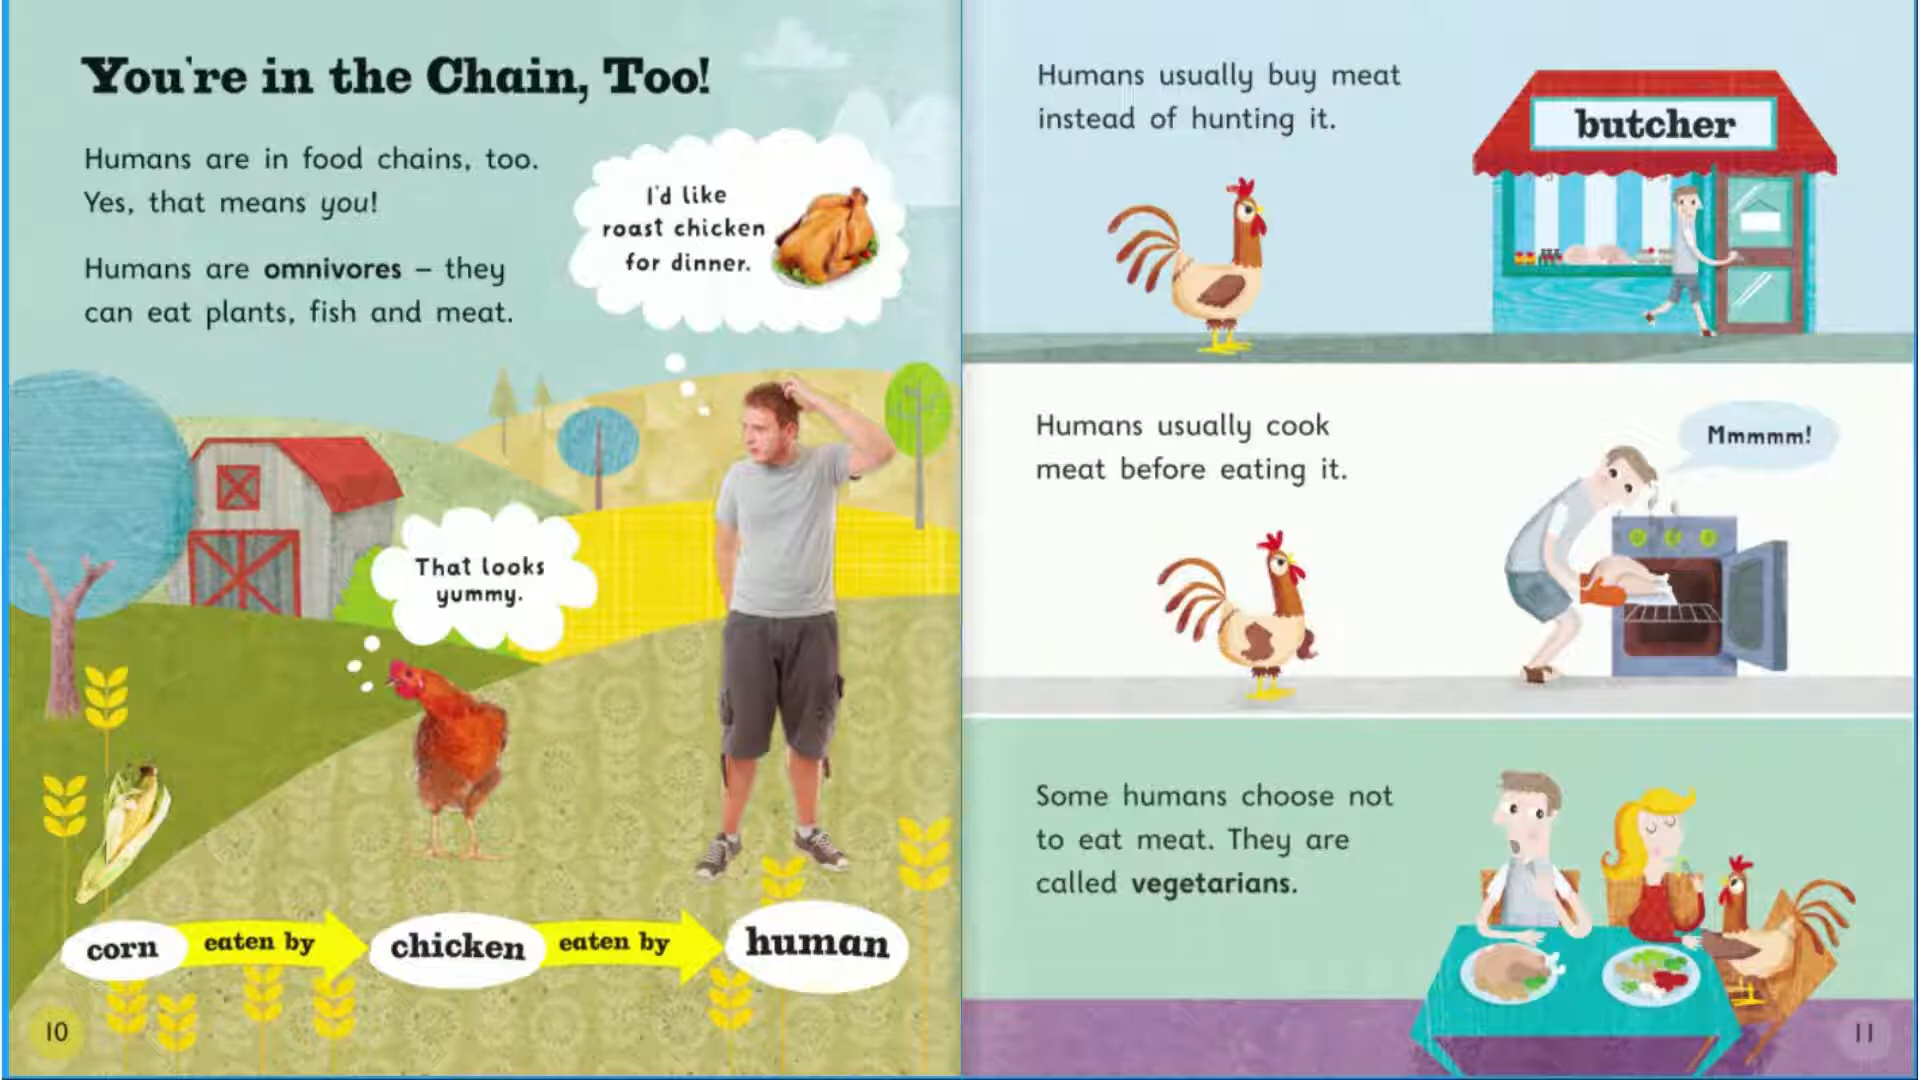 You're in the Chain, Too!
Humans are in food chains, too.
Yes, that means you!
Humans are omnivores – they
can eat plants, fish and meat.
I'd like
roast chicken
for dinner.
That looks
yummy.
corn
eaten by
chicken
eaten by
human
10
Humans usually buy meat
instead of hunting it.
butcher
Humans usually cook
meat before eating it.
Mmmmm!
Some humans choose not
to eat meat. They are
called vegetarians.
11